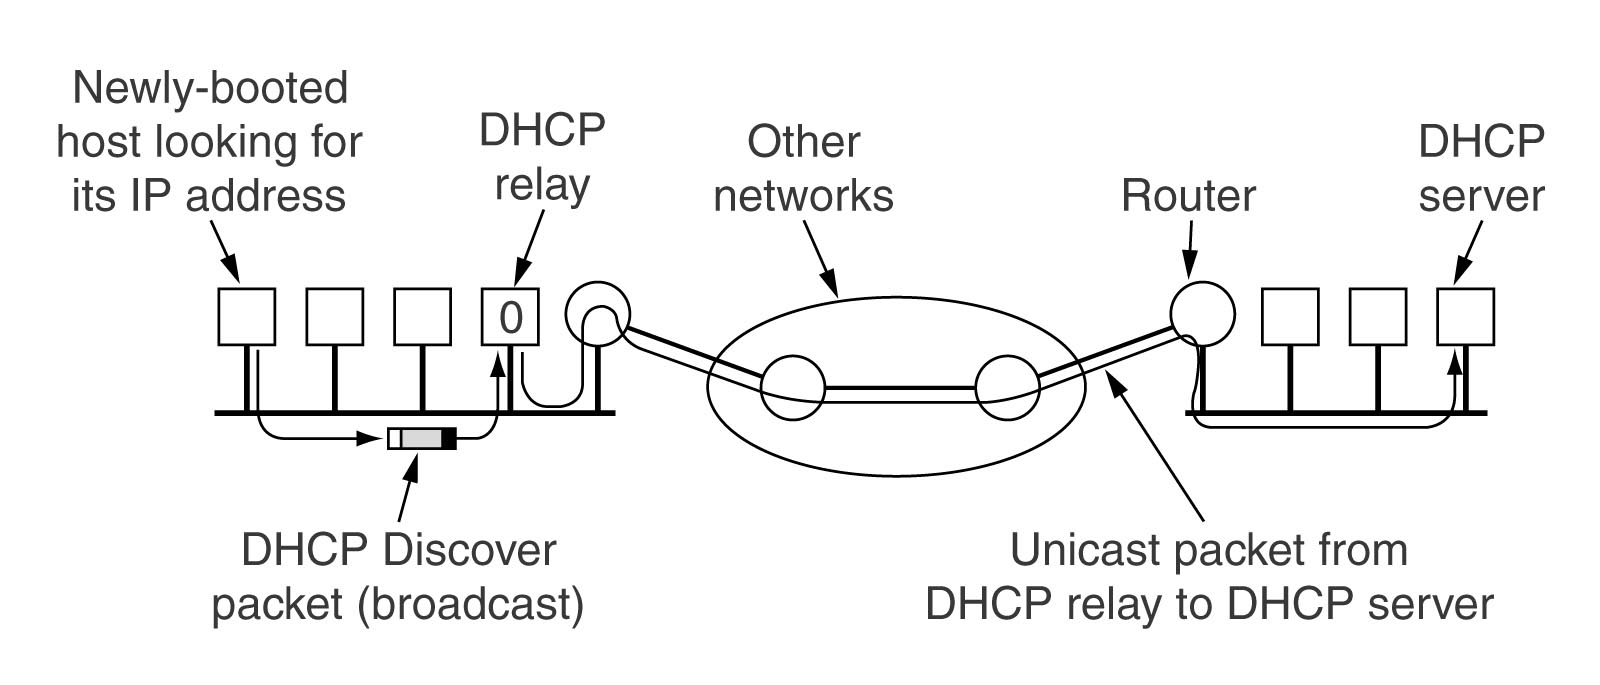 Newly-booted
host looking for
its IP address
DHCP
relay
Other
networks
Router
DHCP
server
0
DHCP Discover
packet (broadcast)
Unicast packet from
DHCP relay to DHCP server